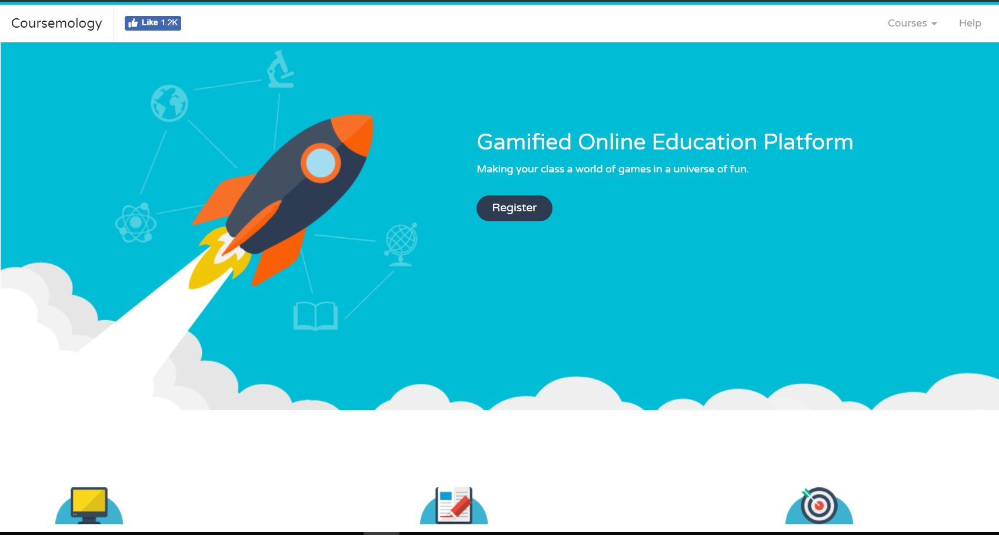 Coursemology
Like 1.2K
Courses
Help
Gamified Online Education Platform
Making your class a world of games in a universe of fun.
Register